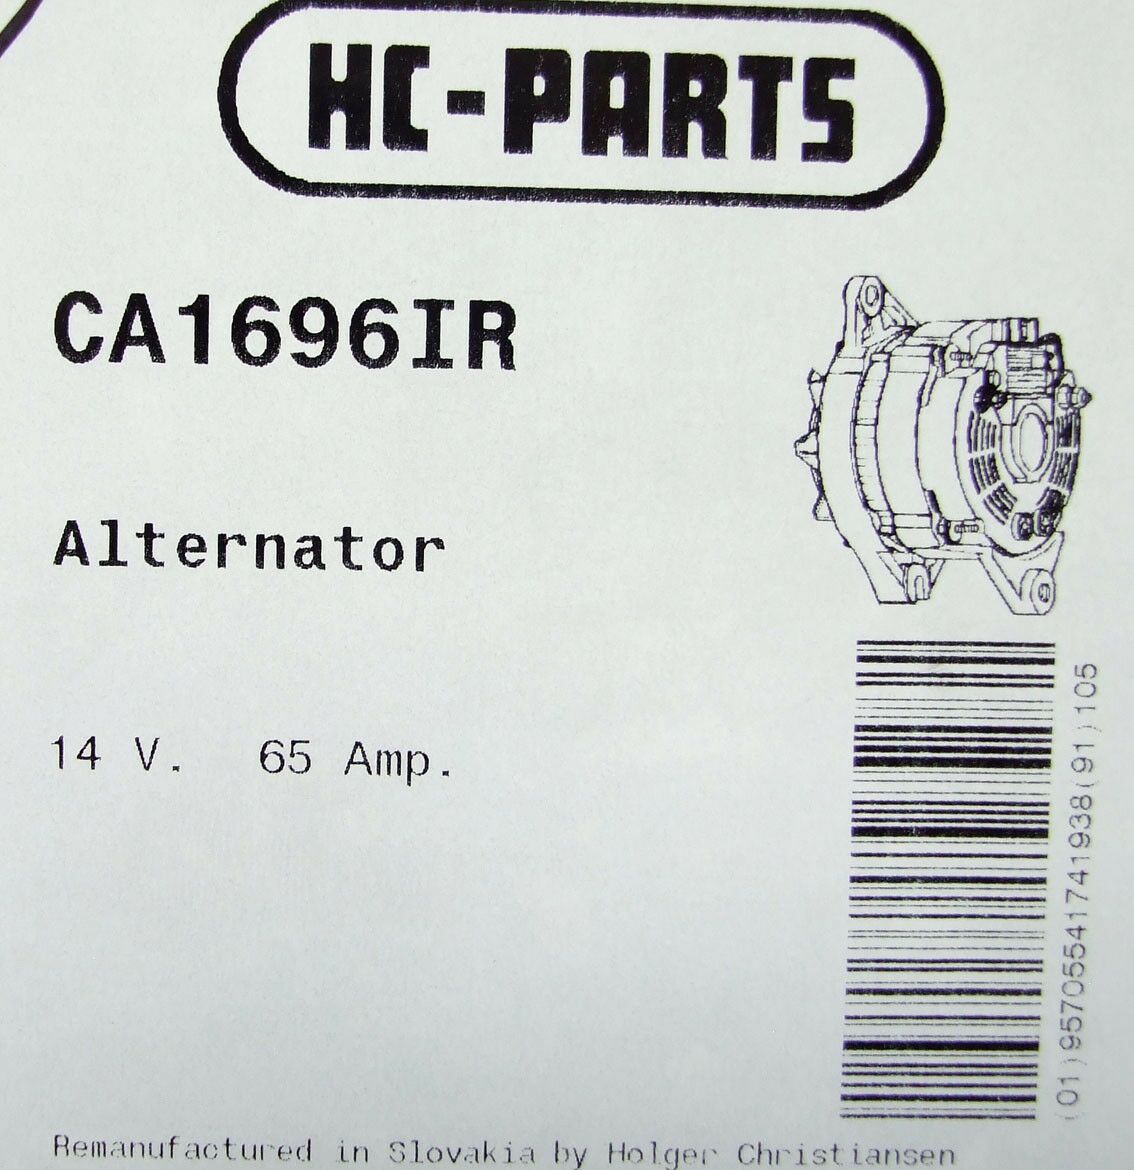 HC-PARTS
CA1696IR
Alternator
14 V. 65 Amp.
(01)95705541741938(91)105
Remanufactured in Slovakia by Holger Christiansen